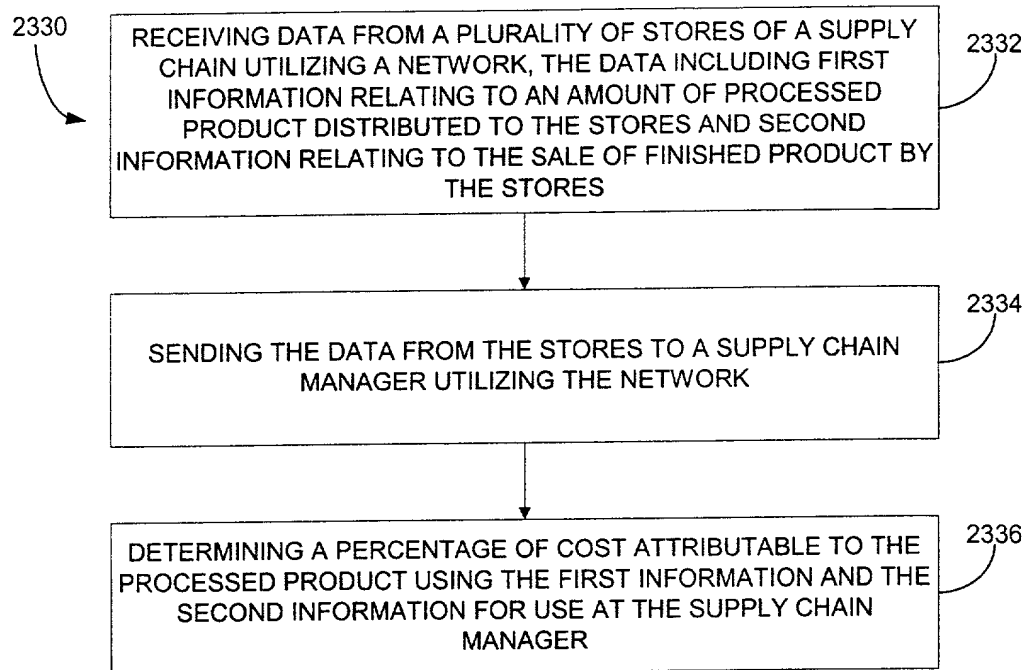 2330
RECEIVING DATA FROM A PLURALITY OF STORES OF A SUPPLY
CHAIN UTILIZING A NETWORK, THE DATA INCLUDING FIRST
INFORMATION RELATING TO AN AMOUNT OF PROCESSED
PRODUCT DISTRIBUTED TO THE STORES AND SECOND
INFORMATION RELATING TO THE SALE OF FINISHED PRODUCT BY
THE STORES
2332
SENDING THE DATA FROM THE STORES TO A SUPPLY CHAIN
MANAGER UTILIZING THE NETWORK
2334
DETERMINING A PERCENTAGE OF COST ATTRIBUTABLE TO THE
PROCESSED PRODUCT USING THE FIRST INFORMATION AND THE
SECOND INFORMATION FOR USE AT THE SUPPLY CHAIN
MANAGER
2336